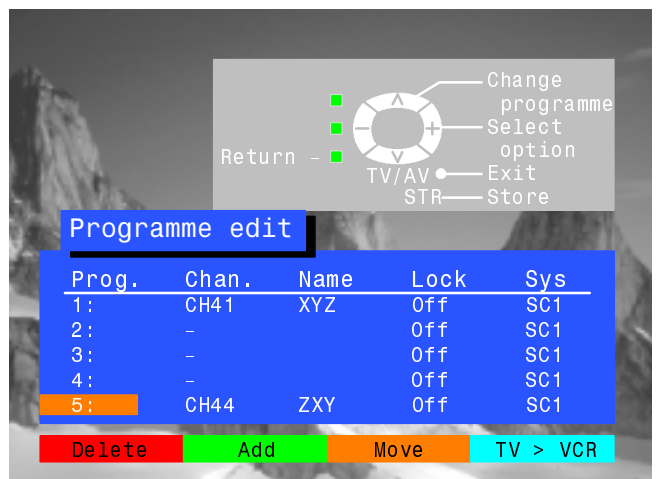 Change
programme
Select
option
Return –
TV/AV
Exit
STR
Store
Programme edit
Prog. Chan. Name Lock Sys
1: CH41 XYZ Off SC1
2: – Off SC1
3: – Off SC1
4: – Off SC1
5: CH44 ZXY Off SC1
Delete Add Move TV > VCR